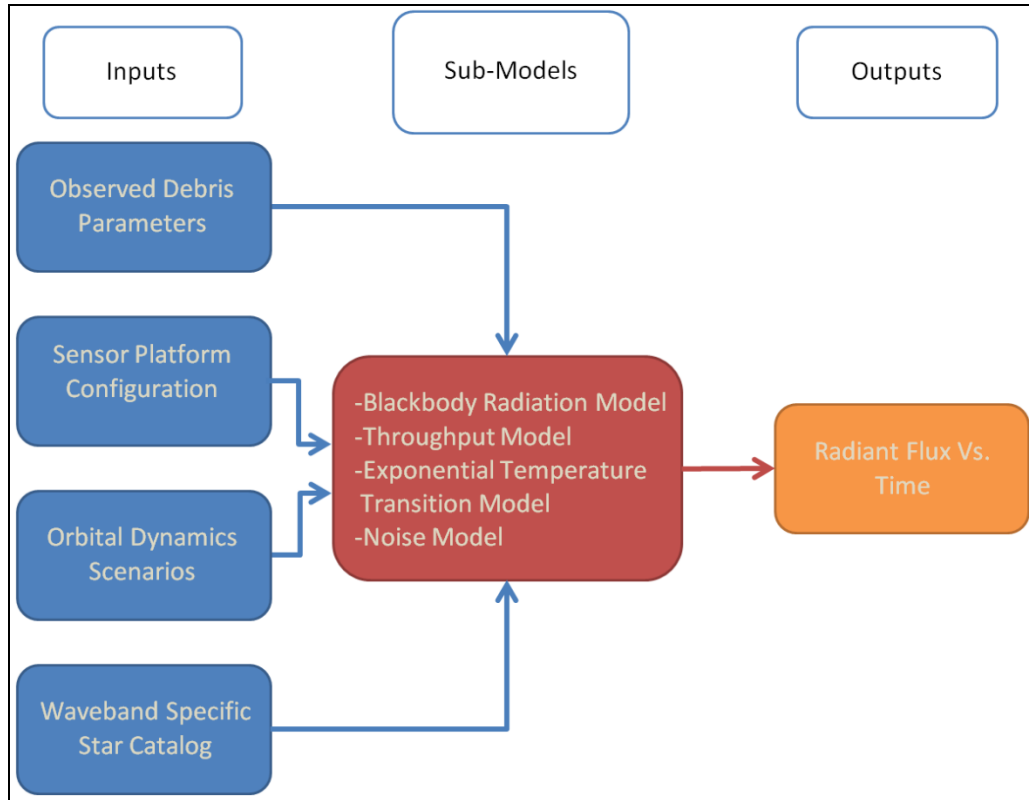 Inputs
Sub-Models
Outputs
Observed Debris
Parameters
Sensor Platform
Configuration
Orbital Dynamics
Scenarios
Waveband Specific
Star Catalog
-Blackbody Radiation Model
-Throughput Model
-Exponential Temperature
Transition Model
-Noise Model
Radiant Flux Vs.
Time